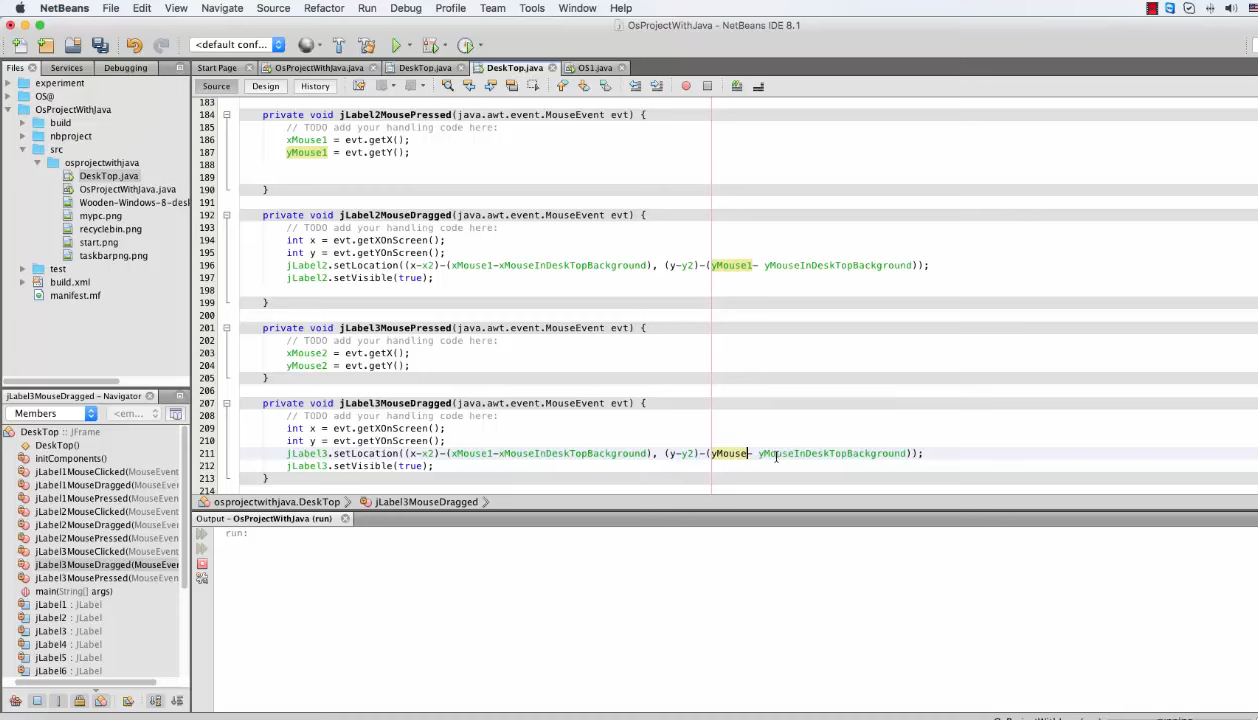 NetBeans File Edit View Navigate Source Refactor Run Debug Profile Team Tools Window Help
OsProjectWithJava - NetBeans IDE 8.1
<default conf...
Files Services Debugging
Start Page OsProjectWithJava.java DeskTop.java DeskTop.java OS1.java
Source Design History
experiment
OS@
OsProjectWithJava
build
nbproject
src
osprojectwithjava
DeskTop.java
OsProjectWithJava.java
Wooden-Windows-8-desl
mypc.png
recyclebin.png
start.png
taskbarpng.png
test
build.xml
manifest.mf
183
184 private void jLabel2MousePressed(java.awt.event.MouseEvent evt) {
185 // TODO add your handling code here:
186 xMouse1 = evt.getX();
187 yMouse1 = evt.getY();
188
189
190 }
191
192 private void jLabel2MouseDragged(java.awt.event.MouseEvent evt) {
193 // TODO add your handling code here:
194 int x = evt.getXOnScreen();
195 int y = evt.getYOnScreen();
196 jLabel2.setLocation((x-x2)-(xMouse1-xMouseInDeskTopBackground), (y-y2)-(yMouse1- yMouseInDeskTopBackground));
197 jLabel2.setVisible(true);
198
199 }
200
201 private void jLabel3MousePressed(java.awt.event.MouseEvent evt) {
202 // TODO add your handling code here:
203 xMouse2 = evt.getX();
204 yMouse2 = evt.getY();
205 }
206
207 private void jLabel3MouseDragged(java.awt.event.MouseEvent evt) {
208 // TODO add your handling code here:
209 int x = evt.getXOnScreen();
210 int y = evt.getYOnScreen();
211 jLabel3.setLocation((x-x2)-(xMouse1-xMouseInDeskTopBackground), (y-y2)-(yMouse- yMouseInDeskTopBackground));
212 jLabel3.setVisible(true);
213 }
214
jLabel3MouseDragged - Navigator
Members <em...
DeskTop :: JFrame
DeskTop()
initComponents()
jLabel1MouseClicked(MouseEvent
jLabel1MouseDragged(MouseEver
jLabel1MousePressed(MouseEvent
jLabel2MouseClicked(MouseEvent
jLabel2MouseDragged(MouseEver
jLabel2MousePressed(MouseEvent
jLabel3MouseClicked(MouseEvent
jLabel3MouseDragged(MouseEver
jLabel3MousePressed(MouseEvent
main(String[] args)
jLabel1 : JLabel
jLabel2 : JLabel
jLabel3 : JLabel
jLabel4 : JLabel
jLabel5 : JLabel
jLabel6 : JLabel
osprojectwithjava.DeskTop jLabel3MouseDragged
Output - OsProjectWithJava (run)
run: